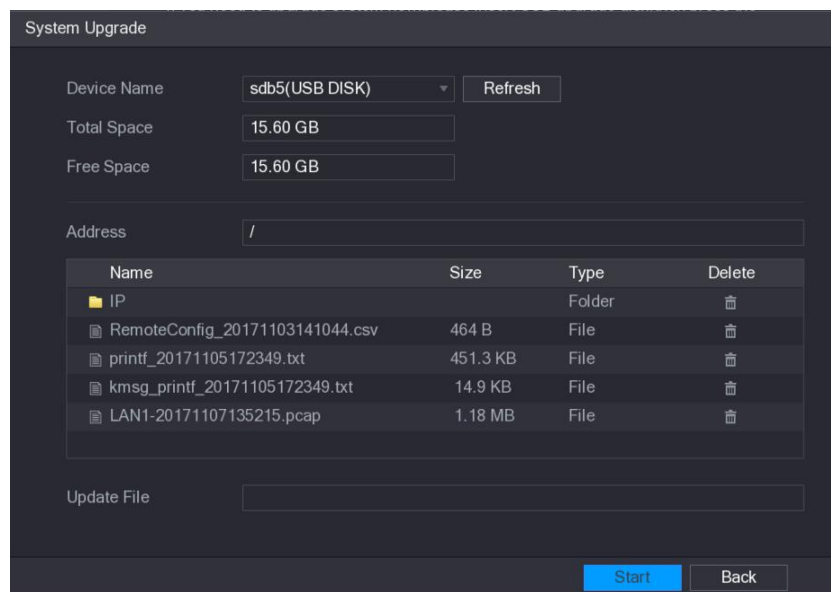 System Upgrade
Device Name sdb5(USB DISK) Refresh
Total Space 15.60 GB
Free Space 15.60 GB
Address /
Name Size Type Delete
IP Folder
RemoteConfig_20171103141044.csv 464 B File
printf_20171105172349.txt 451.3 KB File
kmsg_printf_20171105172349.txt 14.9 KB File
LAN1-20171107135215.pcap 1.18 MB File
Update File
Start Back